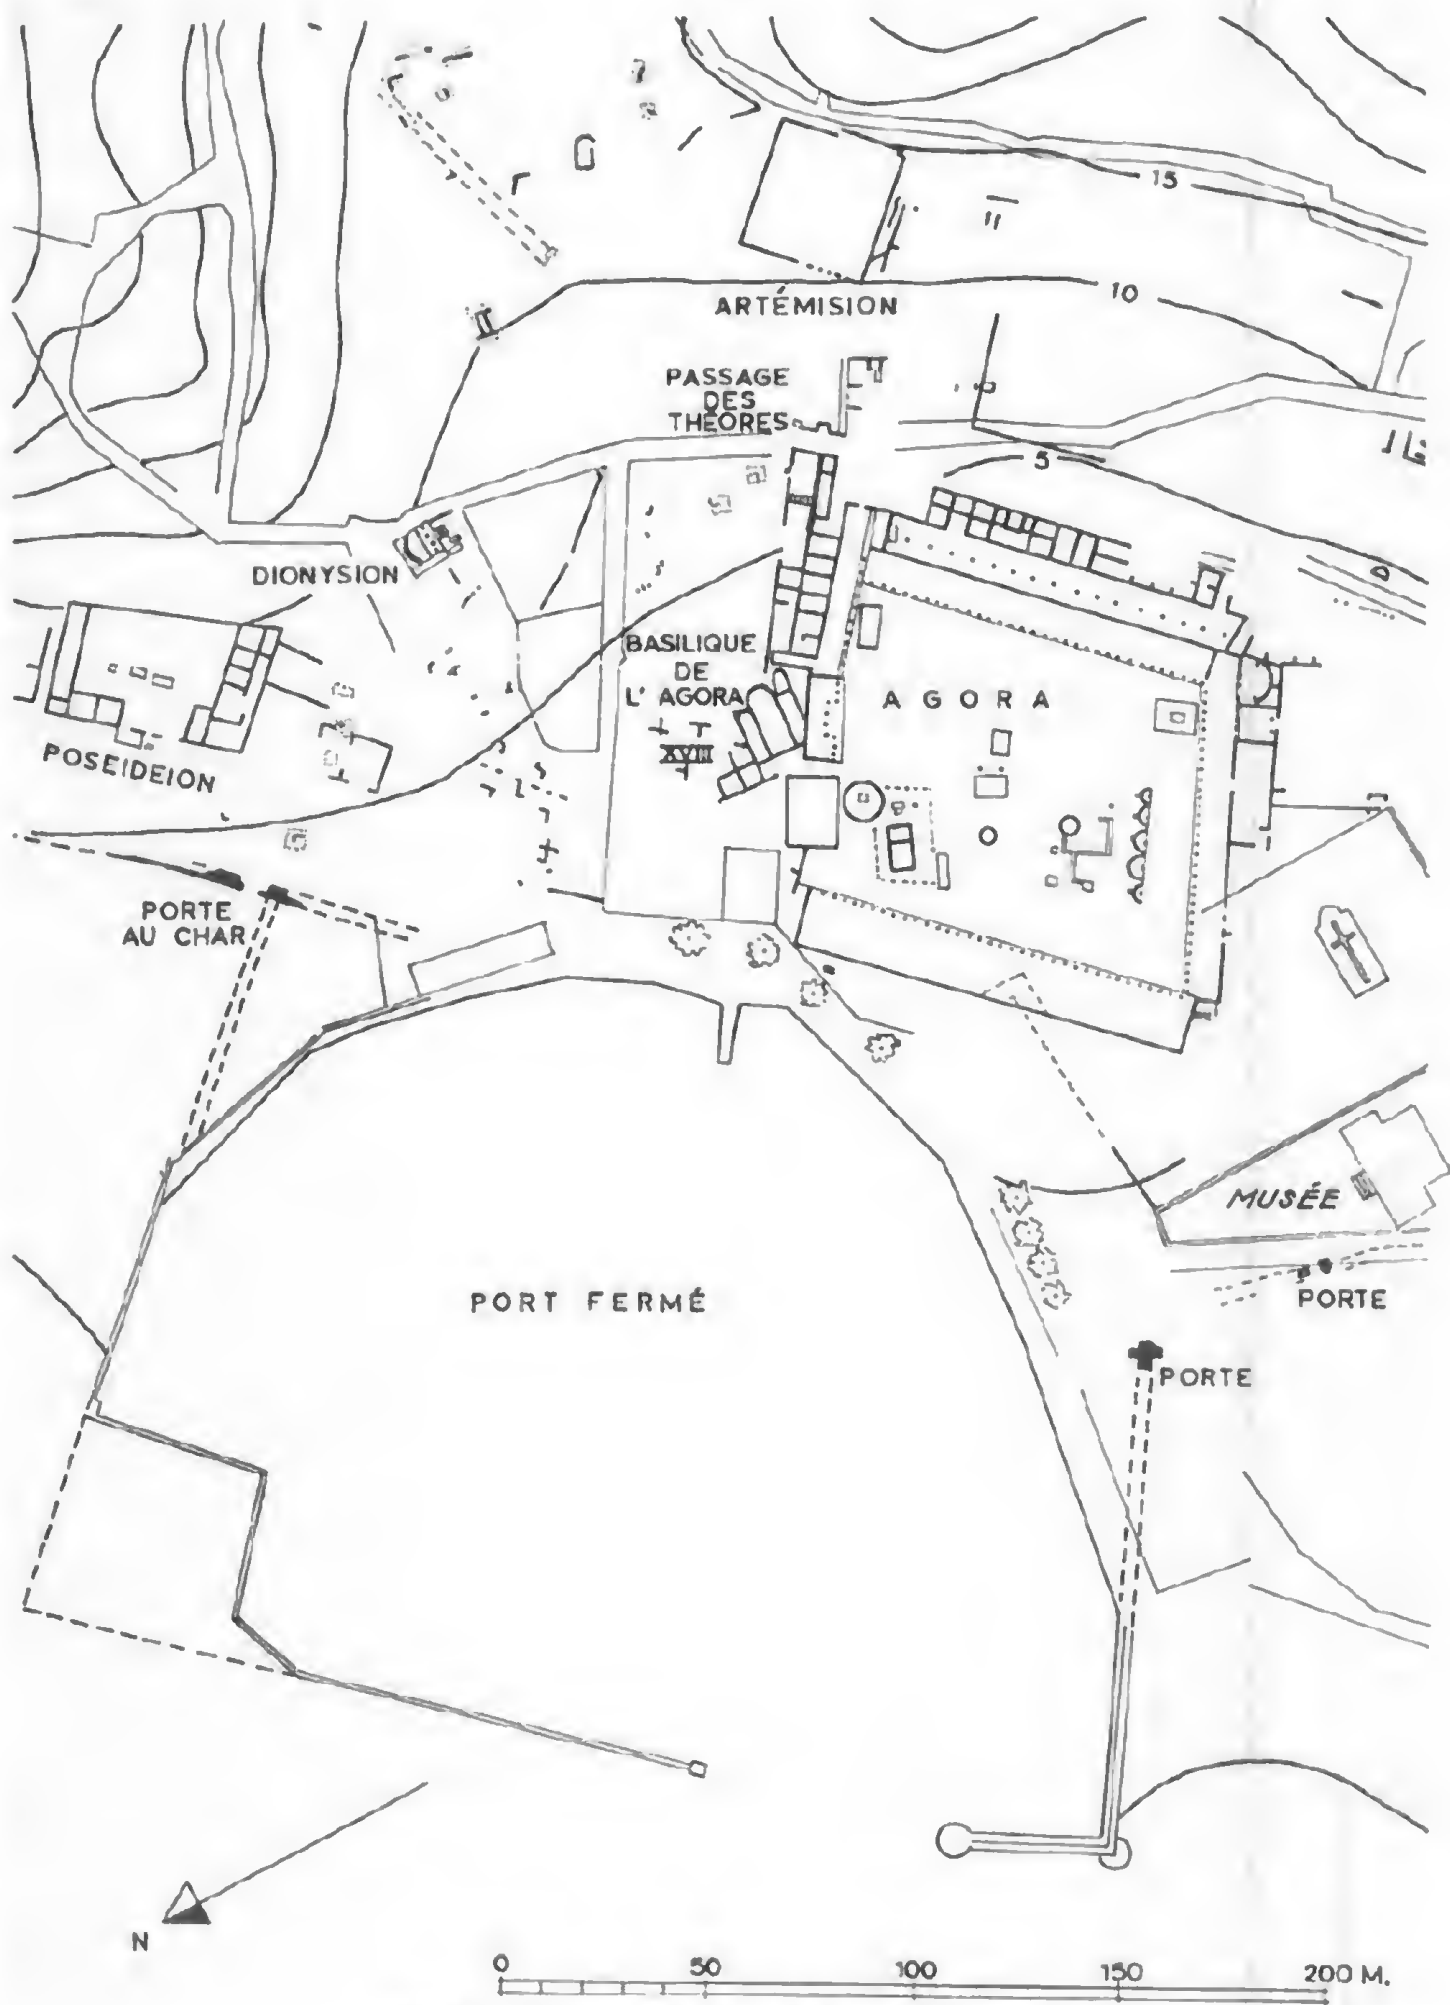 15
10
ARTÉMISION
PASSAGE
DES
THÉORES
5
DIONYSION
BASILIQUE
DE
L'AGORA
AGORA
XVIII
POSEIDEION
PORTE
AU CHAR
MUSÉE
PORT FERMÉ
PORTE
PORTE
N
0 50 100 150 200 M.